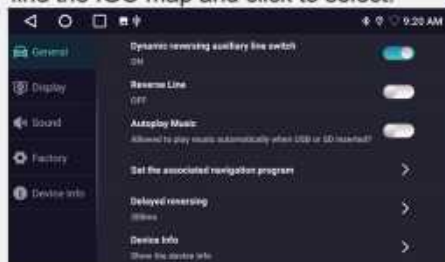 line the IGO map and click to select.
9:20 AM
General
Dynamic reversing auxiliary line switch
ON
Display
Reverse Line
OFF
Sound
Autoplay Music
Allowed to play music automatically when USB or SD inserted?
Factory
Set the associated navigation program
Device info
Delayed reversing
Device Info
Show the device info